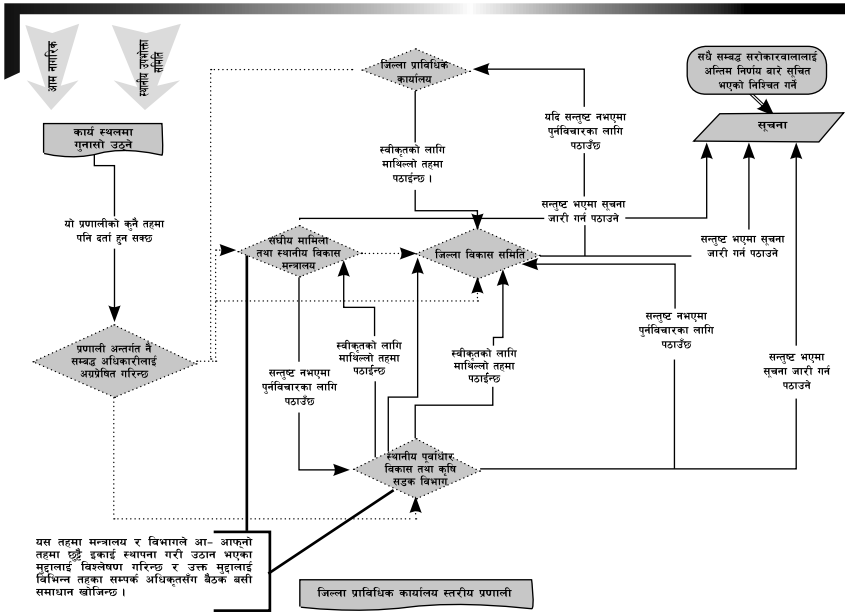 आम नागरिक
स्थानीय उपभोक्ता
समिति
कार्य स्थलमा
गुनासो उठ्ने
यो प्रणालीको कुनै तहमा
पनि दर्ता हुन सक्छ
प्रणाली अन्तर्गत नै
सम्बद्ध अधिकारीलाई
अग्रप्रेषित गरिन्छ
जिल्ला प्राविधिक
कार्यालय
स्वीकृतको लागि
माथिल्लो तहमा
पठाईन्छ ।
यदि सन्तुष्ट नभएमा
पुर्नविचारका लागि
पठाउँछ
सधै सम्बद्ध सरोकारवालालाई
अन्तिम निर्णय बारे सूचित
भएको निश्चित गर्ने
सूचना
सन्तुष्ट भएमा सूचना
जारी गर्न पठाउने
संघीय मामिला
तथा स्थानीय विकास
मन्त्रालय
जिल्ला विकास समिति
सन्तुष्ट भएमा सूचना
जारी गर्न पठाउने
सन्तुष्ट नभएमा
पुर्नविचारका लागि
पठाउँछ
स्वीकृतको लागि
माथिल्लो तहमा
पठाईन्छ
स्वीकृतको लागि
माथिल्लो तहमा
पठाईन्छ
सन्तुष्ट नभएमा
पुर्नविचारका लागि
पठाउँछ
सन्तुष्ट भएमा
सूचना जारी गर्न
पठाउने
स्थानीय पूर्वाधार
विकास तथा कृषि
सडक विभाग
यस तहमा मन्त्रालय र विभागले आ- आफ्नो
तहमा छुट्टै इकाई स्थापना गरी उठान भएका
मुद्दालाई विश्लेषण गरिन्छ र उक्त मुद्दालाई
विभिन्न तहका सम्पर्क अधिकृतसँग बैठक बसी
समाधान खोजिन्छ ।
जिल्ला प्राविधिक कार्यालय स्तरीय प्रणाली